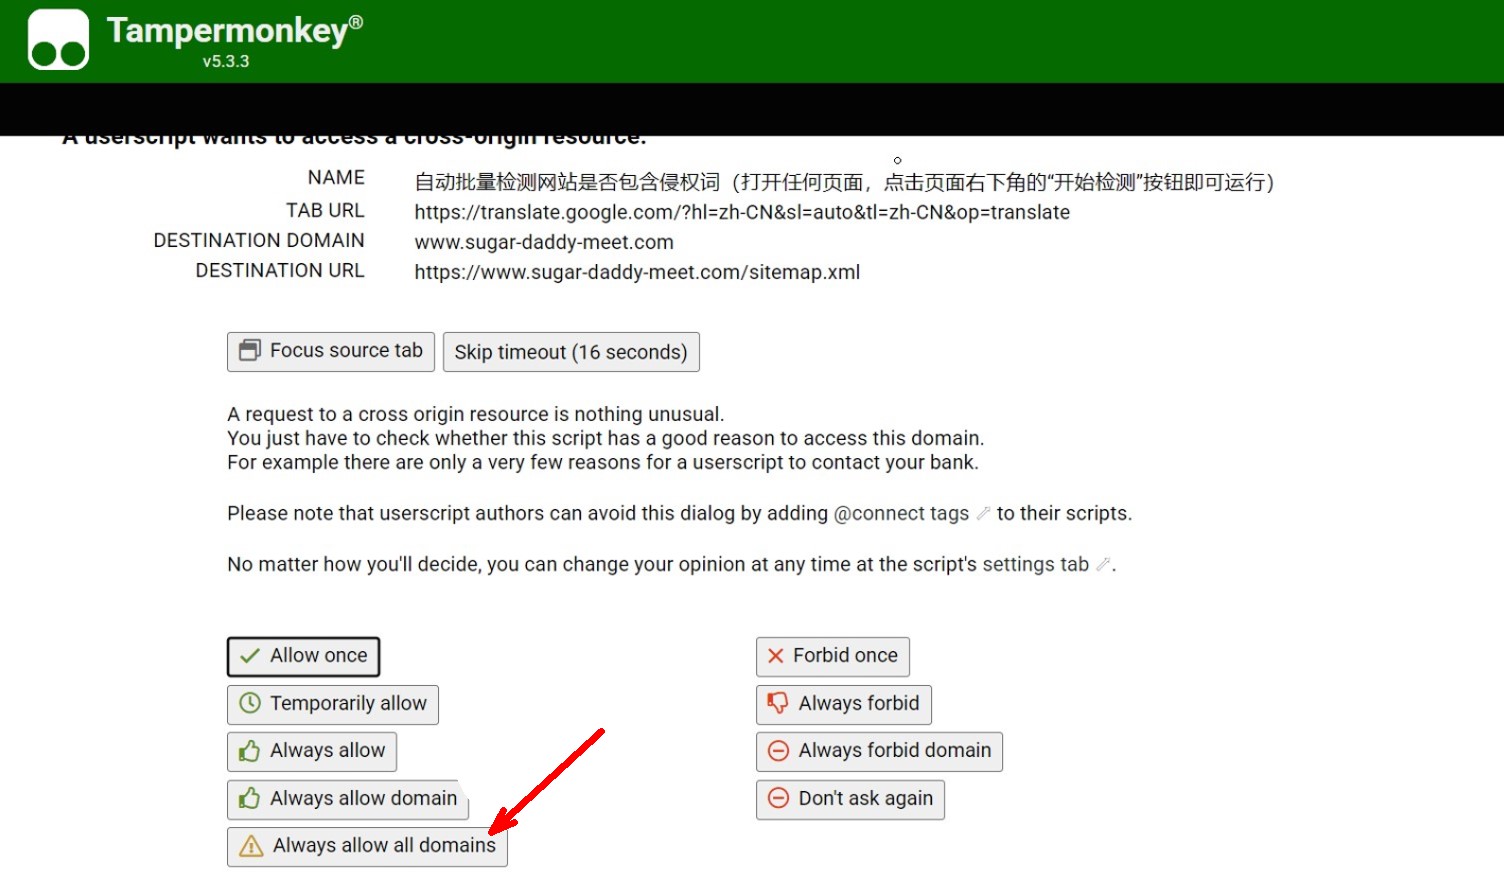 Tampermonkey®
v5.3.3
A userscript wants to access a cross-origin resource.
NAME 自动批量检测网站是否包含侵权词（打开任何页面，点击页面右下角的“开始检测”按钮即可运行）
TAB URL https://translate.google.com/?hl=zh-CN&sl=auto&tl=zh-CN&op=translate
DESTINATION DOMAIN www.sugar-daddy-meet.com
DESTINATION URL https://www.sugar-daddy-meet.com/sitemap.xml
Focus source tab Skip timeout (16 seconds)
A request to a cross origin resource is nothing unusual.
You just have to check whether this script has a good reason to access this domain.
For example there are only a very few reasons for a userscript to contact your bank.
Please note that userscript authors can avoid this dialog by adding @connect tags to their scripts.
No matter how you'll decide, you can change your opinion at any time at the script's settings tab .
Allow once Forbid once
Temporarily allow Always forbid
Always allow Always forbid domain
Always allow domain Don't ask again
Always allow all domains